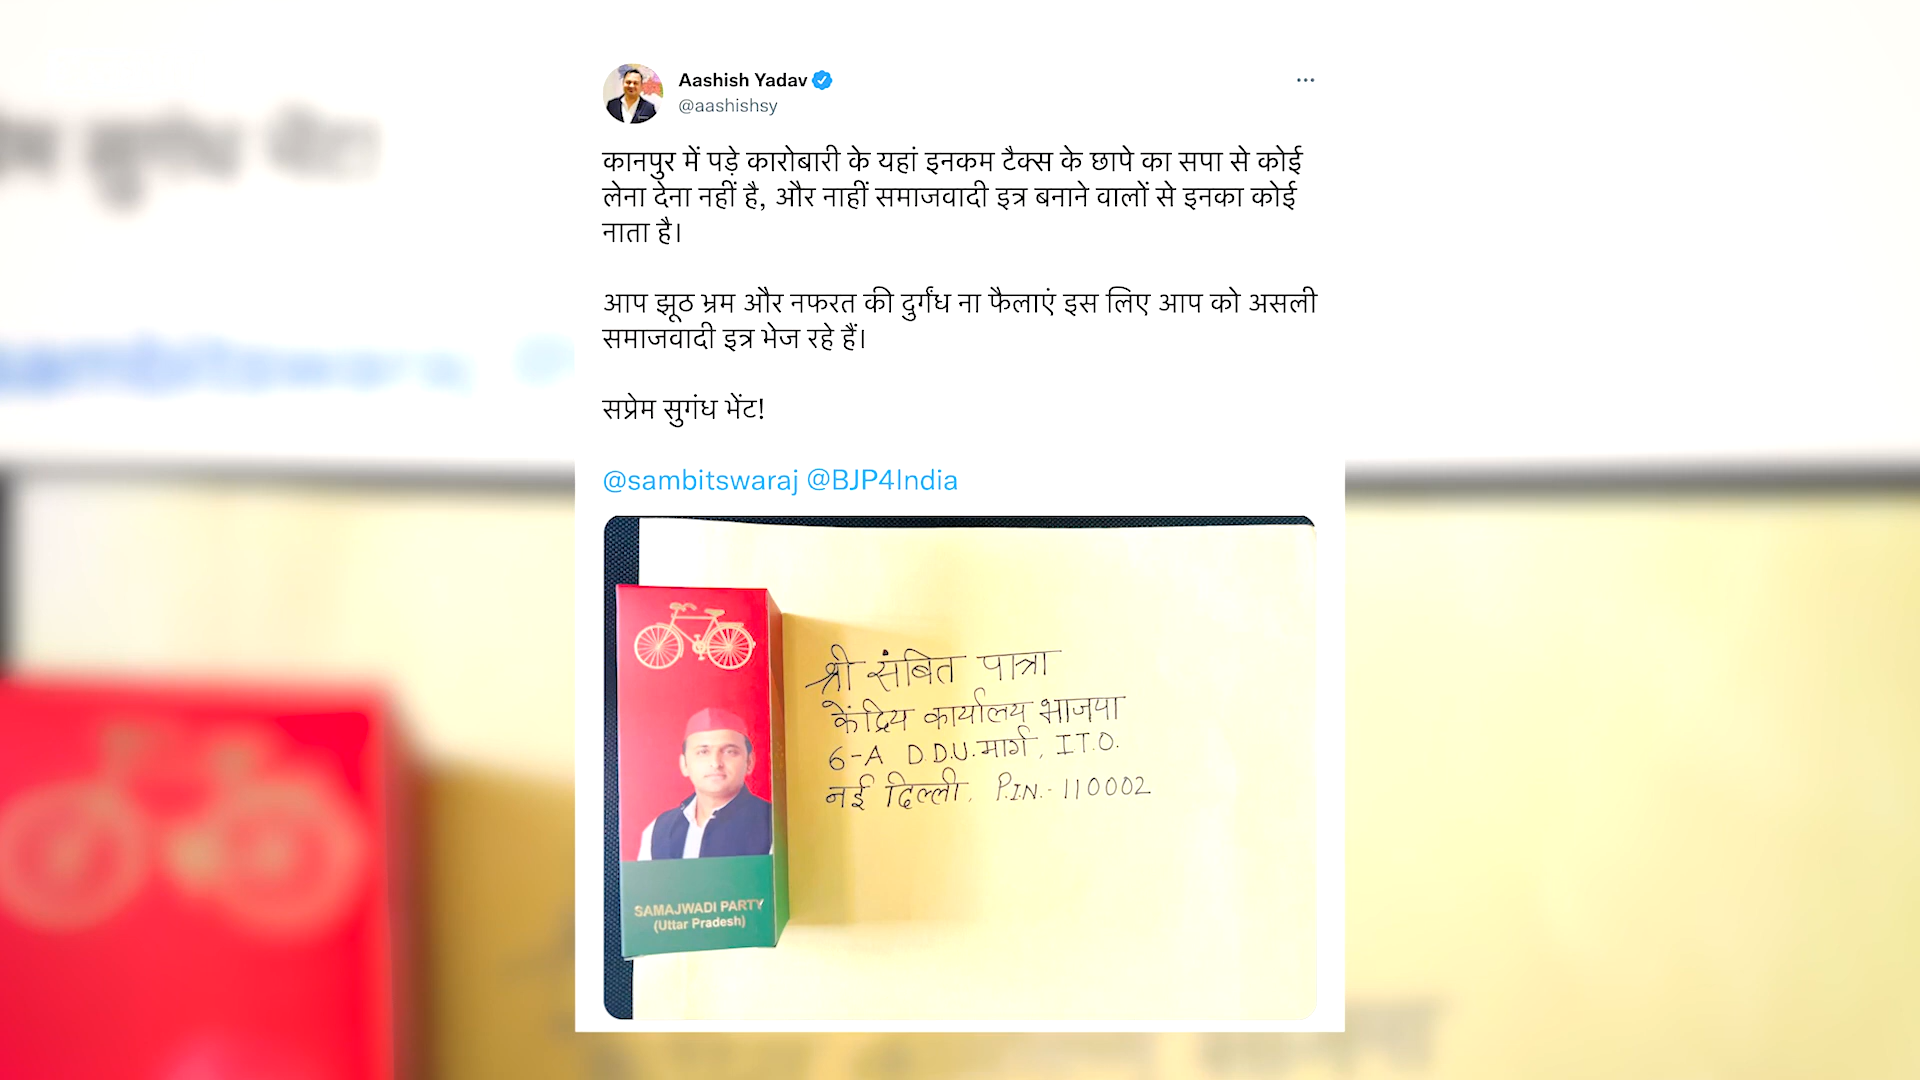 Aashish Yadav
@aashishsy
कानपुर में पड़े कारोबारी के यहां इनकम टैक्स के छापे का सपा से कोई
लेना देना नहीं है, और नाहीं समाजवादी इत्र बनाने वालों से इनका कोई
नाता है।
आप झूठ भ्रम और नफरत की दुर्गंध ना फैलाएं इस लिए आप को असली
समाजवादी इत्र भेज रहे हैं।
सप्रेम सुगंध भेंट!
@sambitswaraj @BJP4India
SAMAJWADI PARTY
(Uttar Pradesh)
श्री संबित पात्रा
केंद्रिय कार्यालय भाजपा
6-A D.D.U. मार्ग, I.T.O.
नई दिल्ली, P.I.N.- 110002